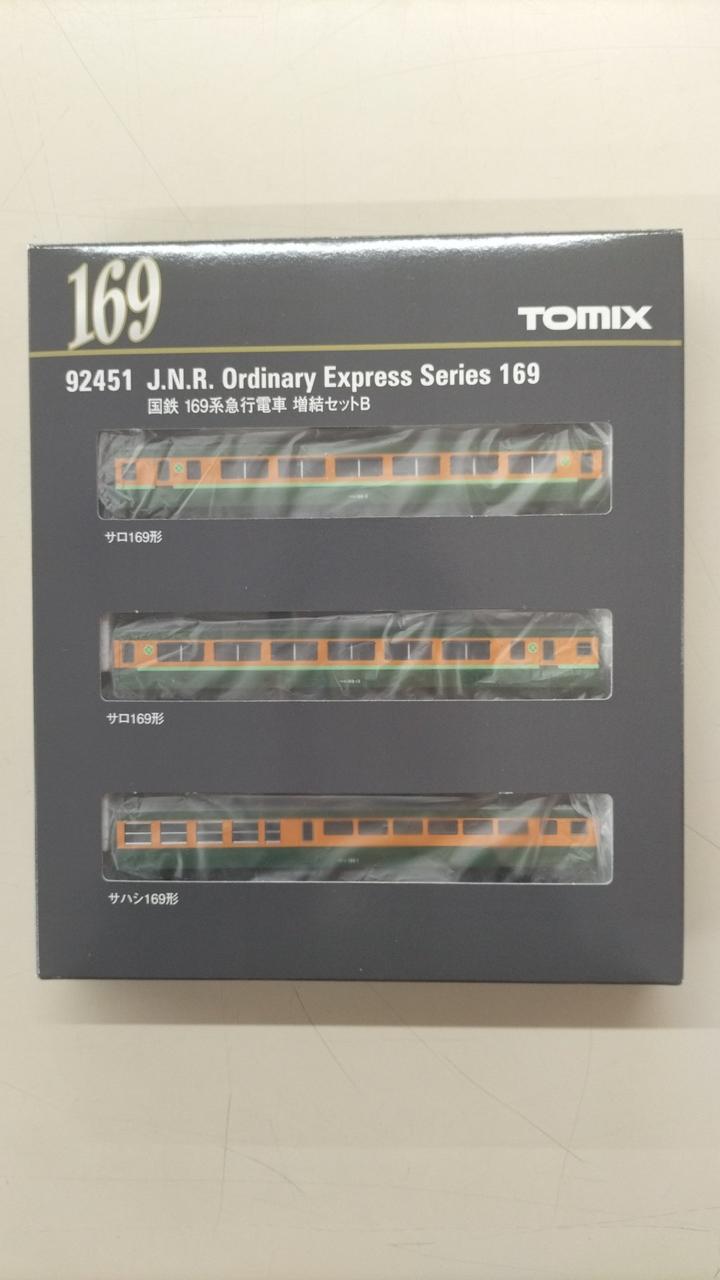 169
TOMIX
92451 J.N.R. Ordinary Express Series 169
国鉄 169系急行電車 増結セットB
サロ169形
サロ169形
サハシ169形